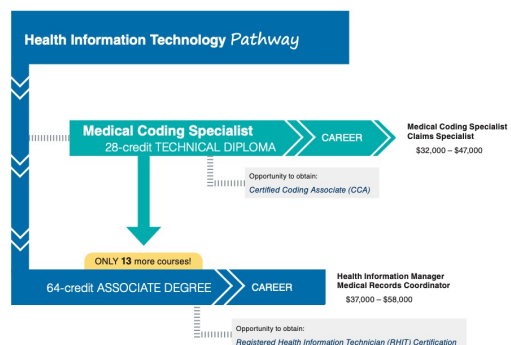 Health Information Technology Pathway
Medical Coding Specialist
28-credit TECHNICAL DIPLOMA
CAREER
Medical Coding Specialist
Claims Specialist
$32,000 – $47,000
Opportunity to obtain:
Certified Coding Associate (CCA)
ONLY 13 more courses!
64-credit ASSOCIATE DEGREE
CAREER
Health Information Manager
Medical Records Coordinator
$37,000 – $58,000
Opportunity to obtain:
Registered Health Information Technician (RHIT) Certification